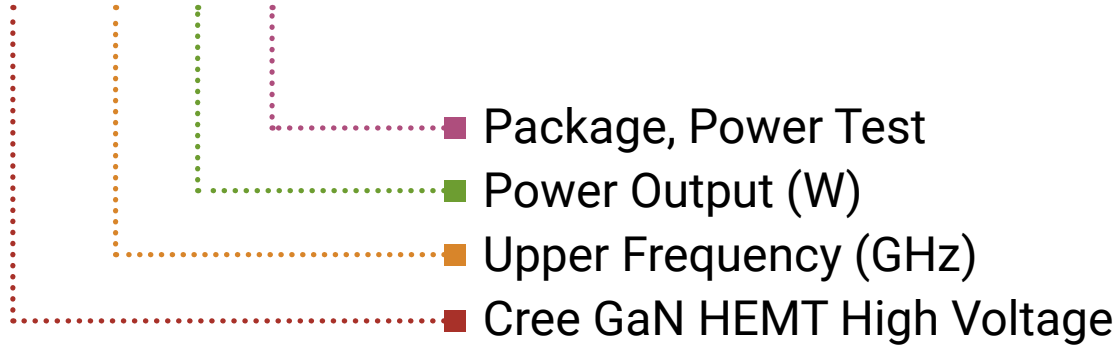 Package, Power Test
Power Output (W)
Upper Frequency (GHz)
Cree GaN HEMT High Voltage